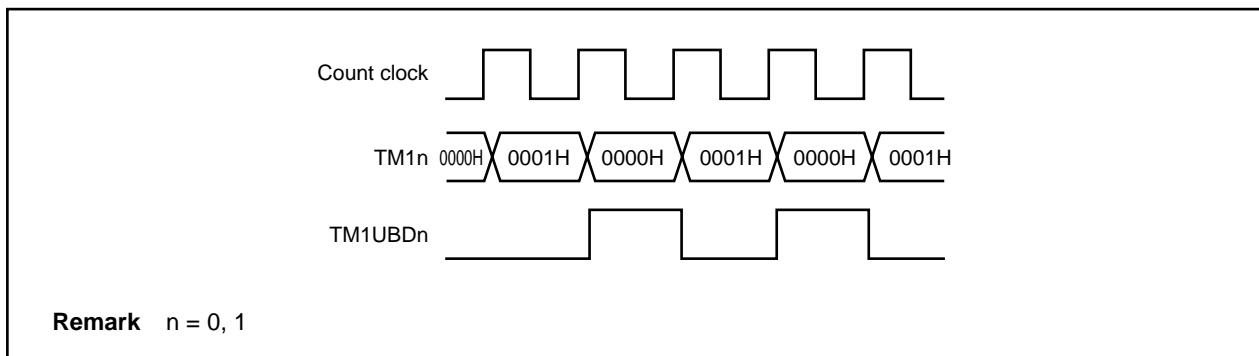 Count clock
TM1n 0000H 0001H 0000H 0001H 0000H 0001H
TM1UBDn
Remark n = 0, 1